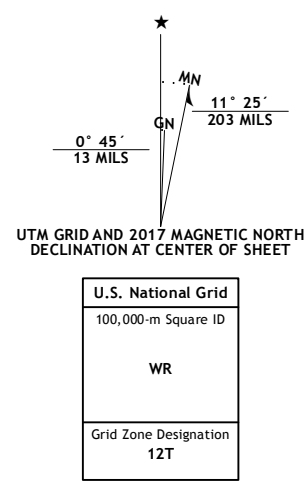 ★
MN
GN
11° 25´
203 MILS
0° 45´
13 MILS
UTM GRID AND 2017 MAGNETIC NORTH
DECLINATION AT CENTER OF SHEET
U.S. National Grid
100,000-m Square ID
WR
Grid Zone Designation
12T